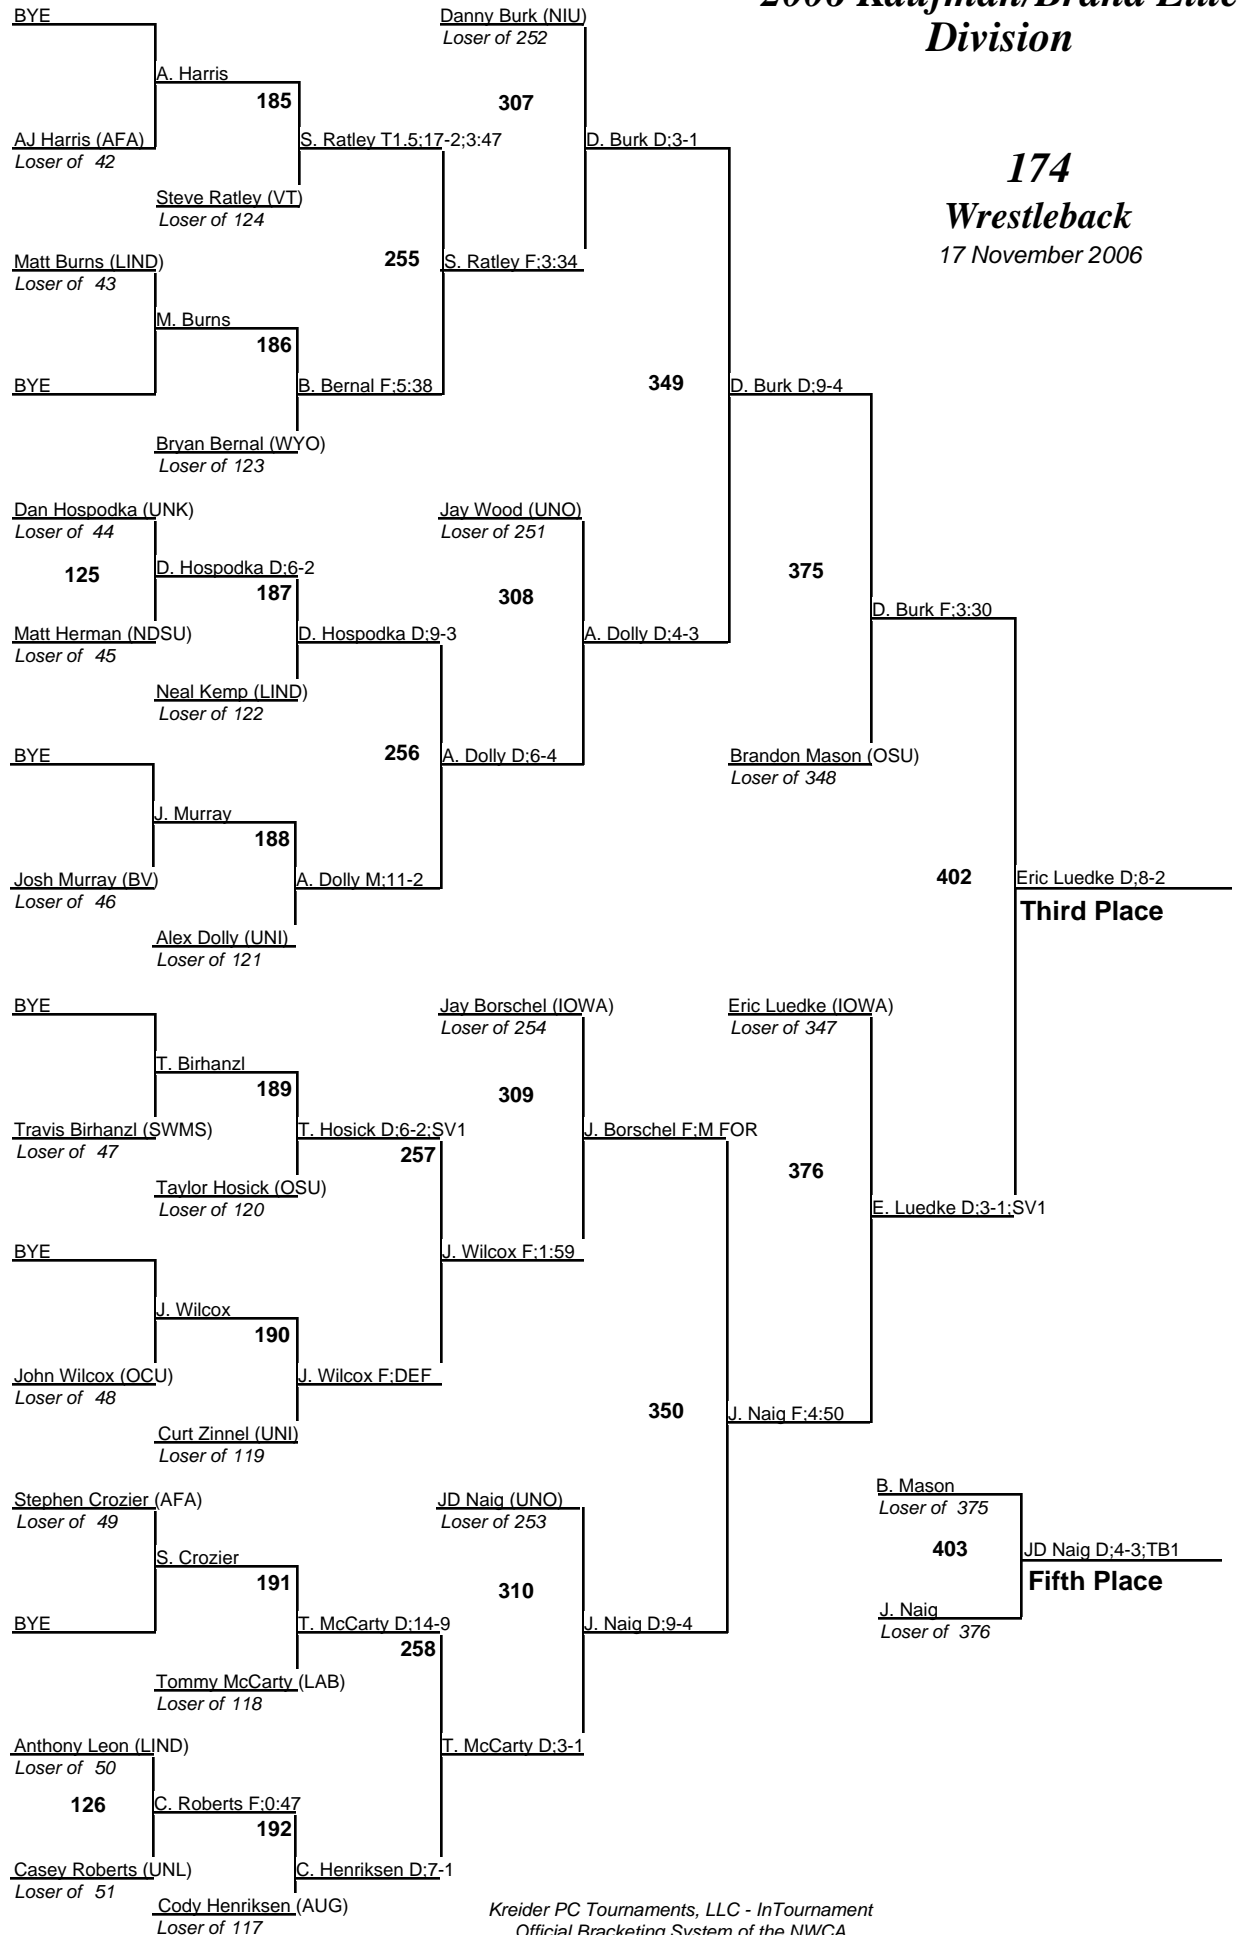 2006 Kaufman/Brand Elite
Division
174
Wrestleback
17 November 2006
BYE
A. Harris
185
AJ Harris (AFA)
Loser of 42
S. Ratley T1.5;17-2;3:47
Steve Ratley (VT)
Loser of 124
Matt Burns (LIND)
Loser of 43
255
S. Ratley F;3:34
M. Burns
186
BYE
B. Bernal F;5:38
Bryan Bernal (WYO)
Loser of 123
Danny Burk (NIU)
Loser of 252
307
D. Burk D;3-1
349
D. Burk D;9-4
Dan Hospodka (UNK)
Loser of 44
125
D. Hospodka D;6-2
187
Matt Herman (NDSU)
Loser of 45
D. Hospodka D;9-3
Neal Kemp (LIND)
Loser of 122
Jay Wood (UNO)
Loser of 251
308
A. Dolly D;4-3
375
D. Burk F;3:30
BYE
256
A. Dolly D;6-4
Brandon Mason (OSU)
Loser of 348
J. Murray
188
Josh Murray (BV)
Loser of 46
A. Dolly M;11-2
Alex Dolly (UNI)
Loser of 121
402
Eric Luedke D;8-2
Third Place
BYE
Jay Borschel (IOWA)
Loser of 254
Eric Luedke (IOWA)
Loser of 347
T. Birhanzl
189
309
Travis Birhanzl (SWMS)
Loser of 47
T. Hosick D;6-2;SV1
257
J. Borschel F;M FOR
376
Taylor Hosick (OSU)
Loser of 120
E. Luedke D;3-1;SV1
BYE
J. Wilcox F;1:59
J. Wilcox
190
John Wilcox (OCU)
Loser of 48
J. Wilcox F;DEF
350
J. Naig F;4:50
Curt Zinnel (UNI)
Loser of 119
Stephen Crozier (AFA)
Loser of 49
JD Naig (UNO)
Loser of 253
B. Mason
Loser of 375
S. Crozier
191
310
403
JD Naig D;4-3;TB1
Fifth Place
BYE
T. McCarty D;14-9
258
J. Naig D;9-4
J. Naig
Loser of 376
Tommy McCarty (LAB)
Loser of 118
Anthony Leon (LIND)
Loser of 50
T. McCarty D;3-1
126
C. Roberts F;0:47
192
Casey Roberts (UNL)
Loser of 51
C. Henriksen D;7-1
Cody Henriksen (AUG)
Loser of 117
Kreider PC Tournaments, LLC - InTournament
Official Bracketing System of the NWCA